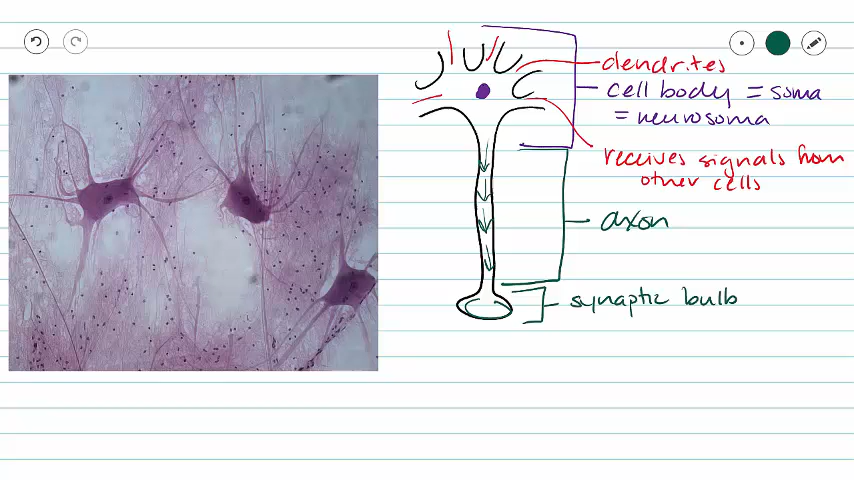 dendrites
cell body = soma
= neurosoma
receives signals from
other cells
axon
synaptic bulb